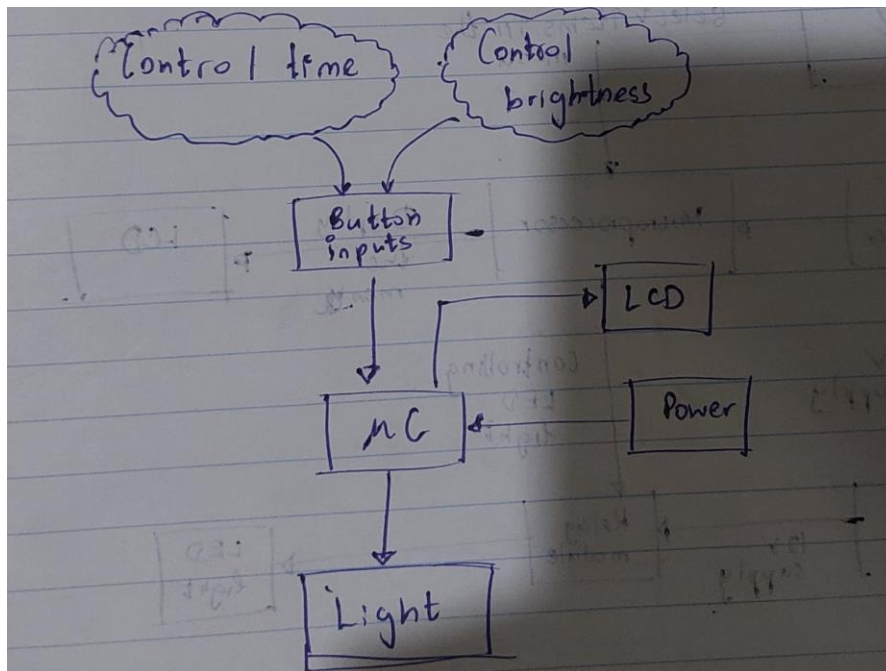 Control time
Control
brightness
Button
inputs
LCD
μC
Power
Light